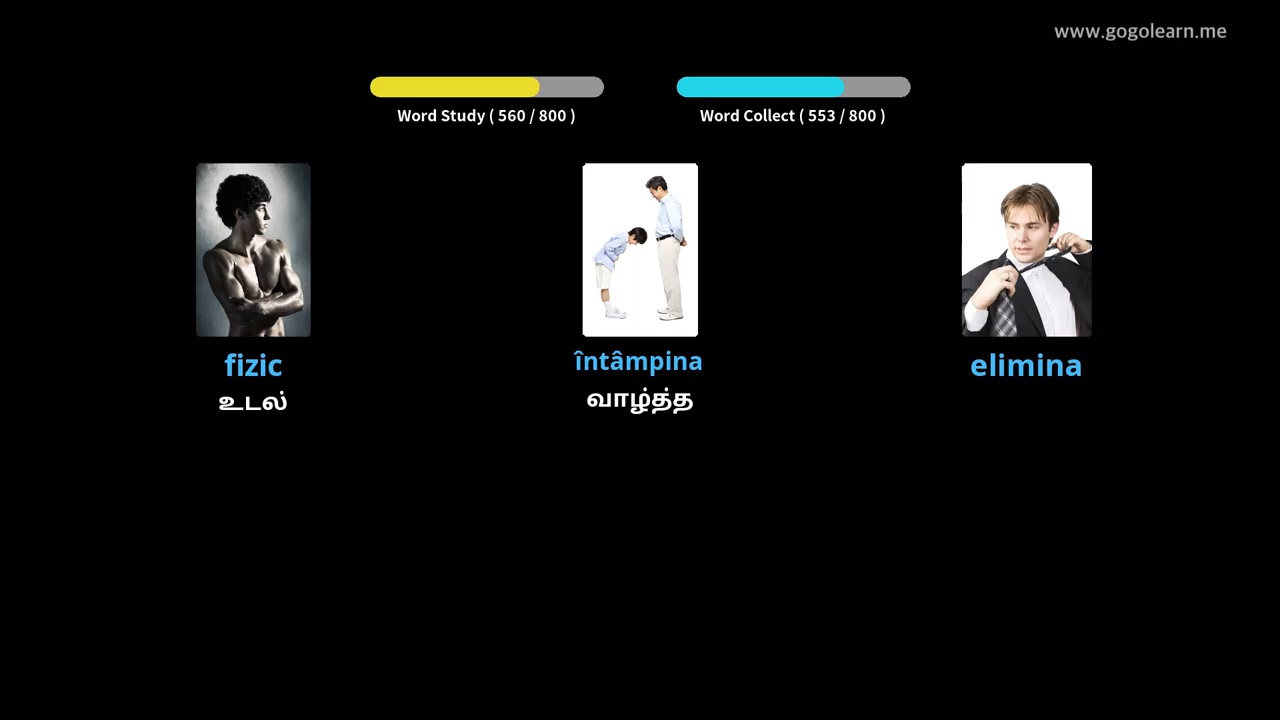 www.gogolearn.me
Word Study ( 560 / 800 )
Word Collect ( 553 / 800 )
fizic
întâmpina
elimina
உடல்
வாழ்த்த